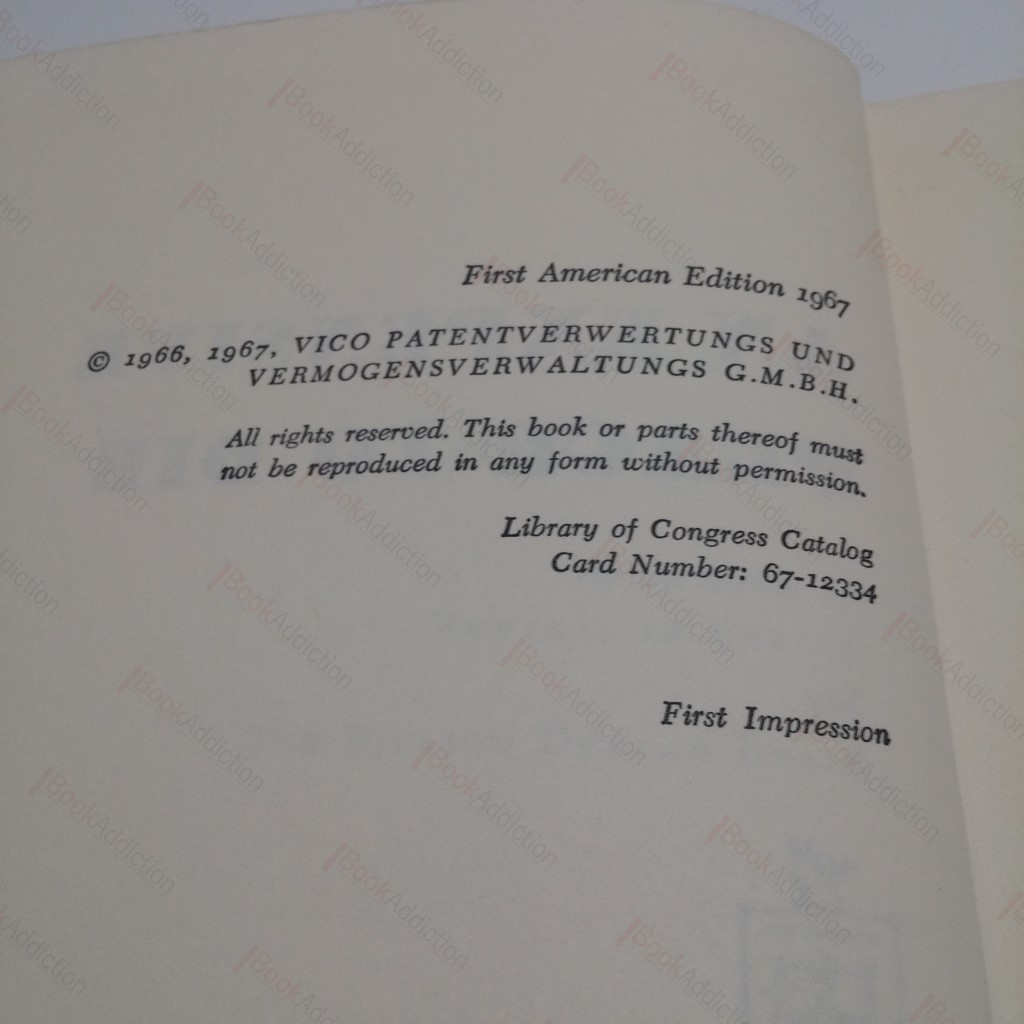 First American Edition 1967
© 1966, 1967, VICO PATENTVERWERTUNGS UND
VERMOGENSVERWALTUNGS G.M.B.H.
All rights reserved. This book or parts thereof must
not be reproduced in any form without permission.
Library of Congress Catalog
Card Number: 67-12334
First Impression
BookAddiction